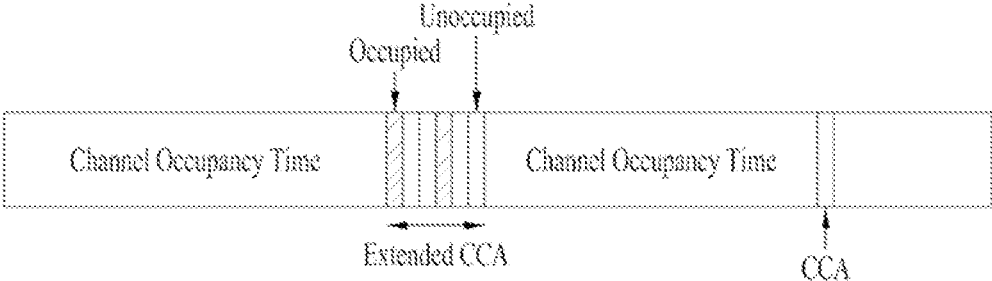 Unoccupied
Occupied
Channel Occupancy Time
Channel Occupancy Time
Extended CCA
CCA